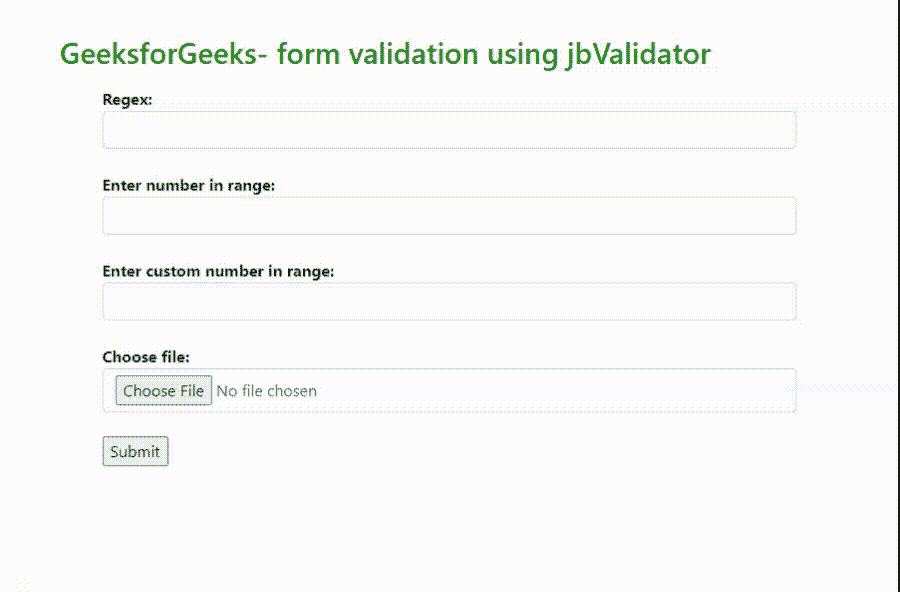 GeeksforGeeks- form validation using jbValidator
Regex:
Enter number in range:
Enter custom number in range:
Choose file:
Choose File No file chosen
Submit